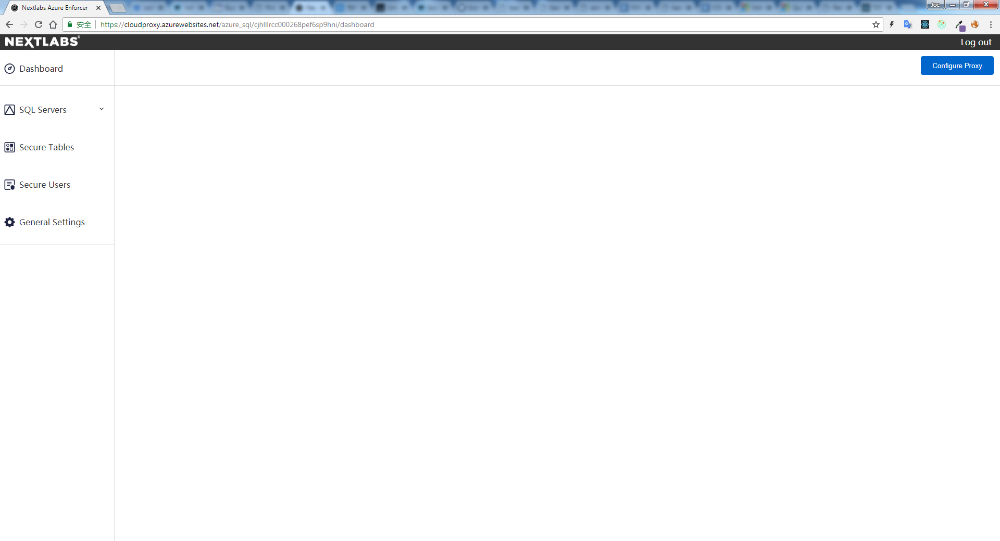 Nextlabs Azure Enforcer
Joe
安全
https://cloudproxy.azurewebsites.net/azure_sql/cjhlllrcc000268pef6sp9hni/dashboard
NEXTLABS®
Log out
Dashboard
Configure Proxy
SQL Servers
Secure Tables
Secure Users
General Settings